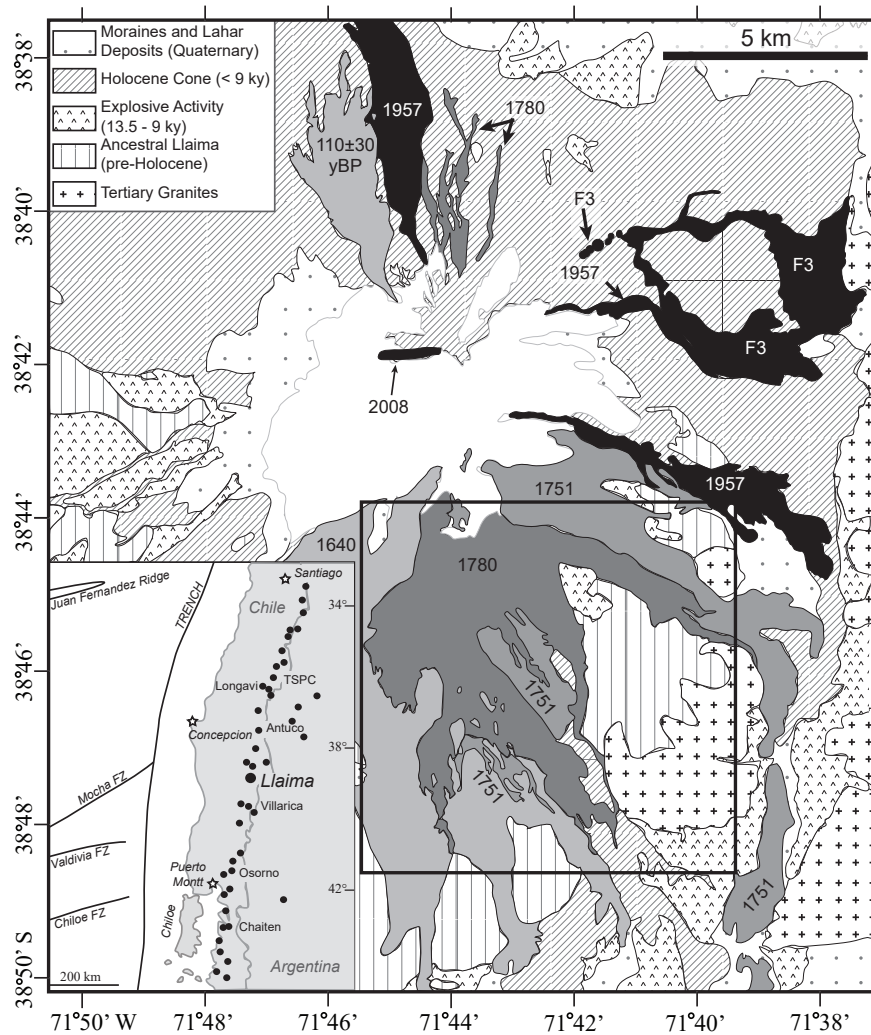 Moraines and Lahar
Deposits (Quaternary)
Holocene Cone (< 9 ky)
Explosive Activity
(13.5 - 9 ky)
Ancestral Llaima
(pre-Holocene)
Tertiary Granites
5 km
38°38'
38°40'
38°42'
38°44'
38°46'
38°48'
38°50' S
1957
1780
110±30
yBP
F3
1957
F3
F3
2008
1957
1751
1640
1780
1751
1751
1751
Juan Fernandez Ridge
TRENCH
Santiago
Chile
34°
Longavi
TSPC
Concepcion
Antuco
38°
Llaima
Mocha FZ
Villarica
Valdivia FZ
Puerto
Montt
Osorno
42°
Chiloe FZ
Chiloe
Chaiten
Argentina
200 km
71°50' W
71°48'
71°46'
71°44'
71°42'
71°40'
71°38'